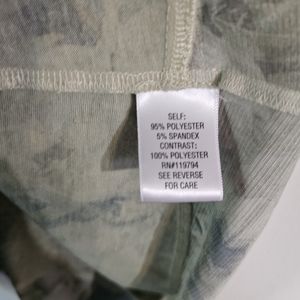 SELF:
95% POLYESTER
5% SPANDEX
CONTRAST:
100% POLYESTER
RN#119794
SEE REVERSE
FOR CARE